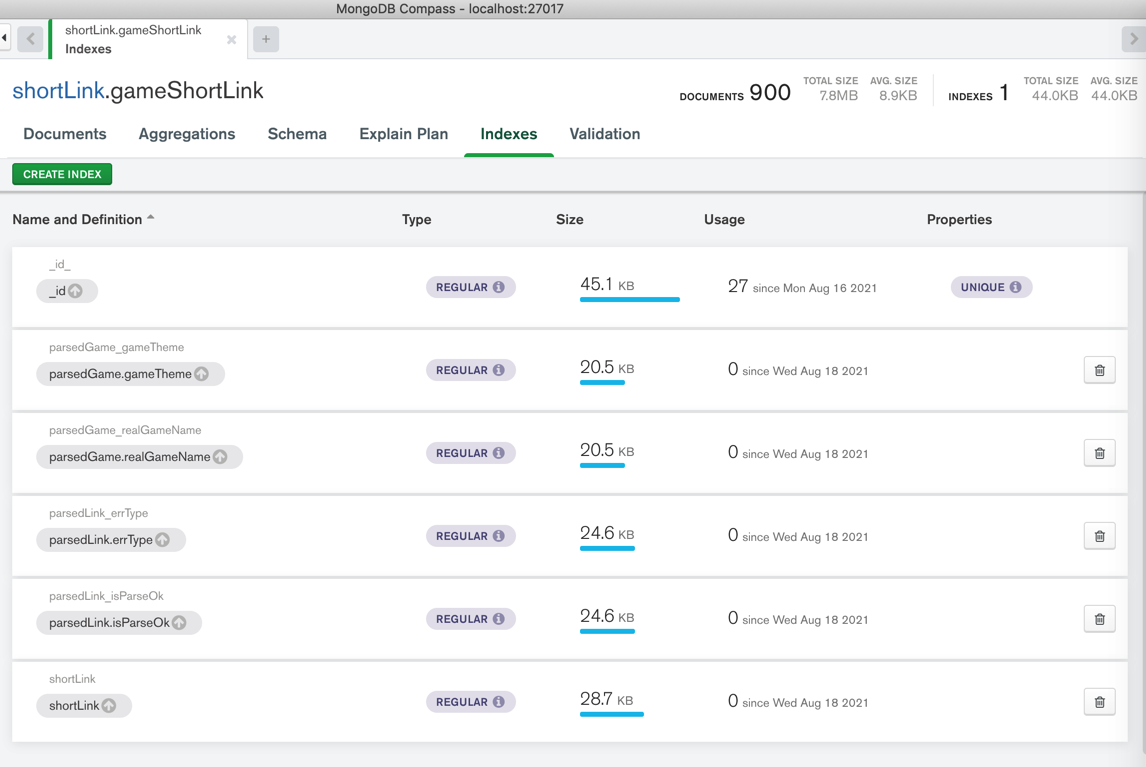 MongoDB Compass - localhost:27017
shortLink.gameShortLink
Indexes
shortLink.gameShortLink
DOCUMENTS 900 TOTAL SIZE 7.8MB AVG. SIZE 8.9KB INDEXES 1 TOTAL SIZE 44.0KB AVG. SIZE 44.0KB
Documents Aggregations Schema Explain Plan Indexes Validation
CREATE INDEX
Name and Definition Type Size Usage Properties
_id_
_id REGULAR 45.1 KB 27 since Mon Aug 16 2021 UNIQUE
parsedGame_gameTheme
parsedGame.gameTheme REGULAR 20.5 KB 0 since Wed Aug 18 2021
parsedGame_realGameName
parsedGame.realGameName REGULAR 20.5 KB 0 since Wed Aug 18 2021
parsedLink_errType
parsedLink.errType REGULAR 24.6 KB 0 since Wed Aug 18 2021
parsedLink_isParseOk
parsedLink.isParseOk REGULAR 24.6 KB 0 since Wed Aug 18 2021
shortLink
shortLink REGULAR 28.7 KB 0 since Wed Aug 18 2021